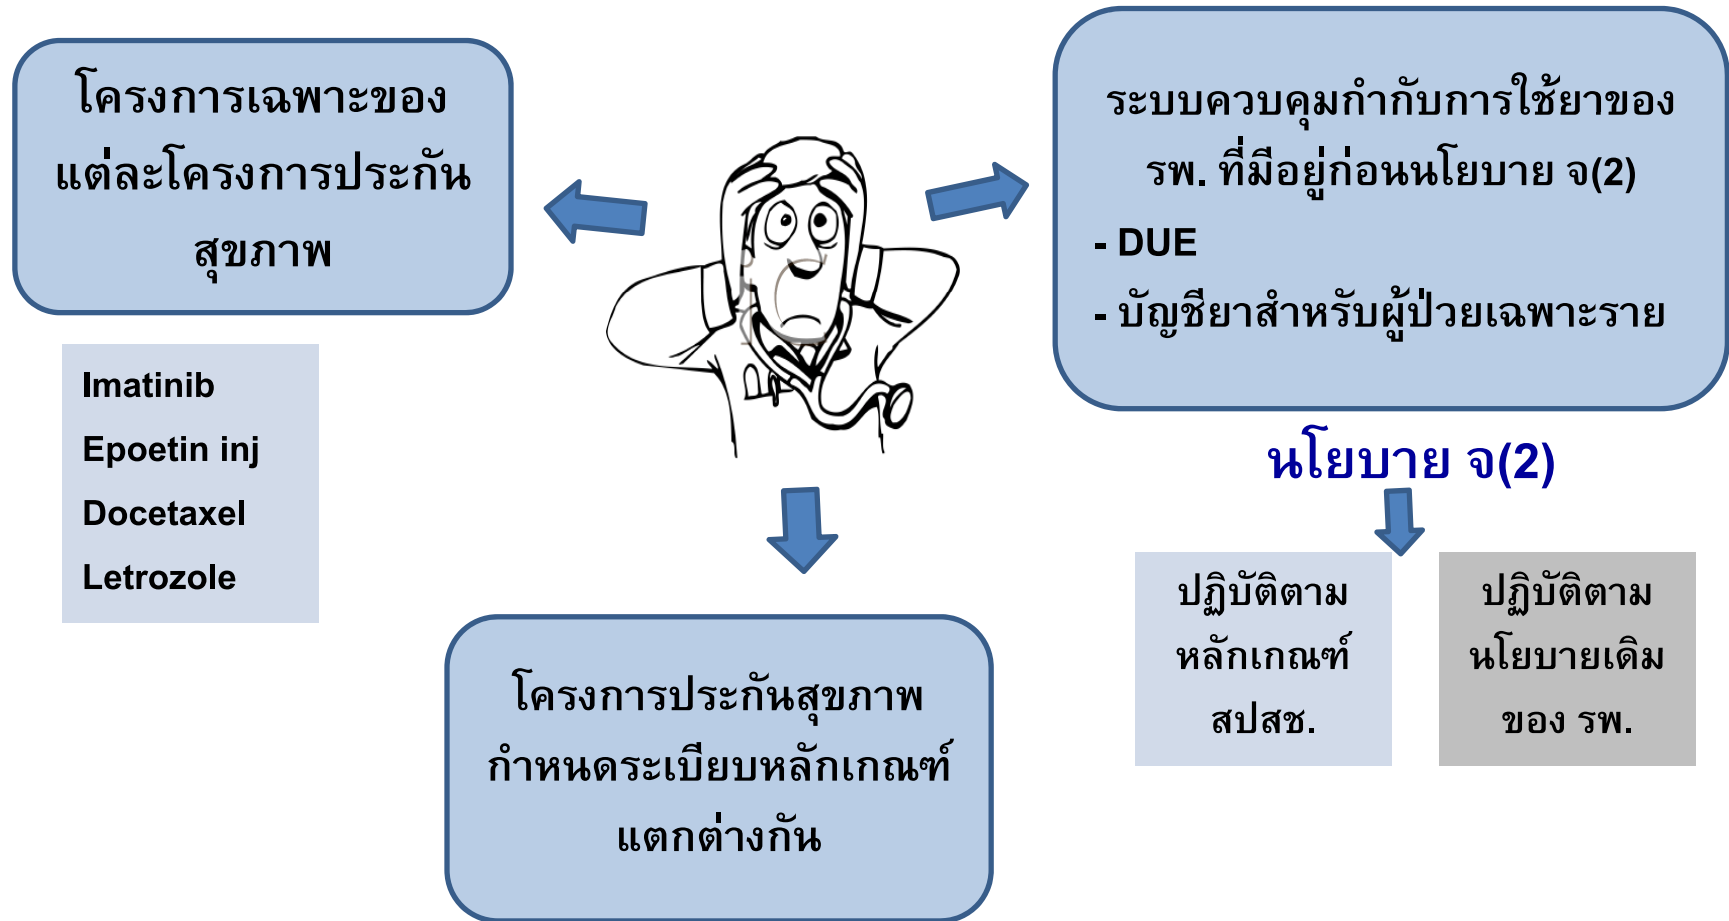 โครงการเฉพาะของ
แต่ละโครงการประกัน
สุขภาพ
Imatinib
Epoetin inj
Docetaxel
Letrozole
ระบบควบคุมกำกับการใช้ยาของ
รพ. ที่มีอยู่ก่อนนโยบาย จ(2)
- DUE
- บัญชียาสำหรับผู้ป่วยเฉพาะราย
นโยบาย จ(2)
ปฏิบัติตาม
หลักเกณฑ์
สปสช.
ปฏิบัติตาม
นโยบายเดิม
ของ รพ.
โครงการประกันสุขภาพ
กำหนดระเบียบหลักเกณฑ์
แตกต่างกัน